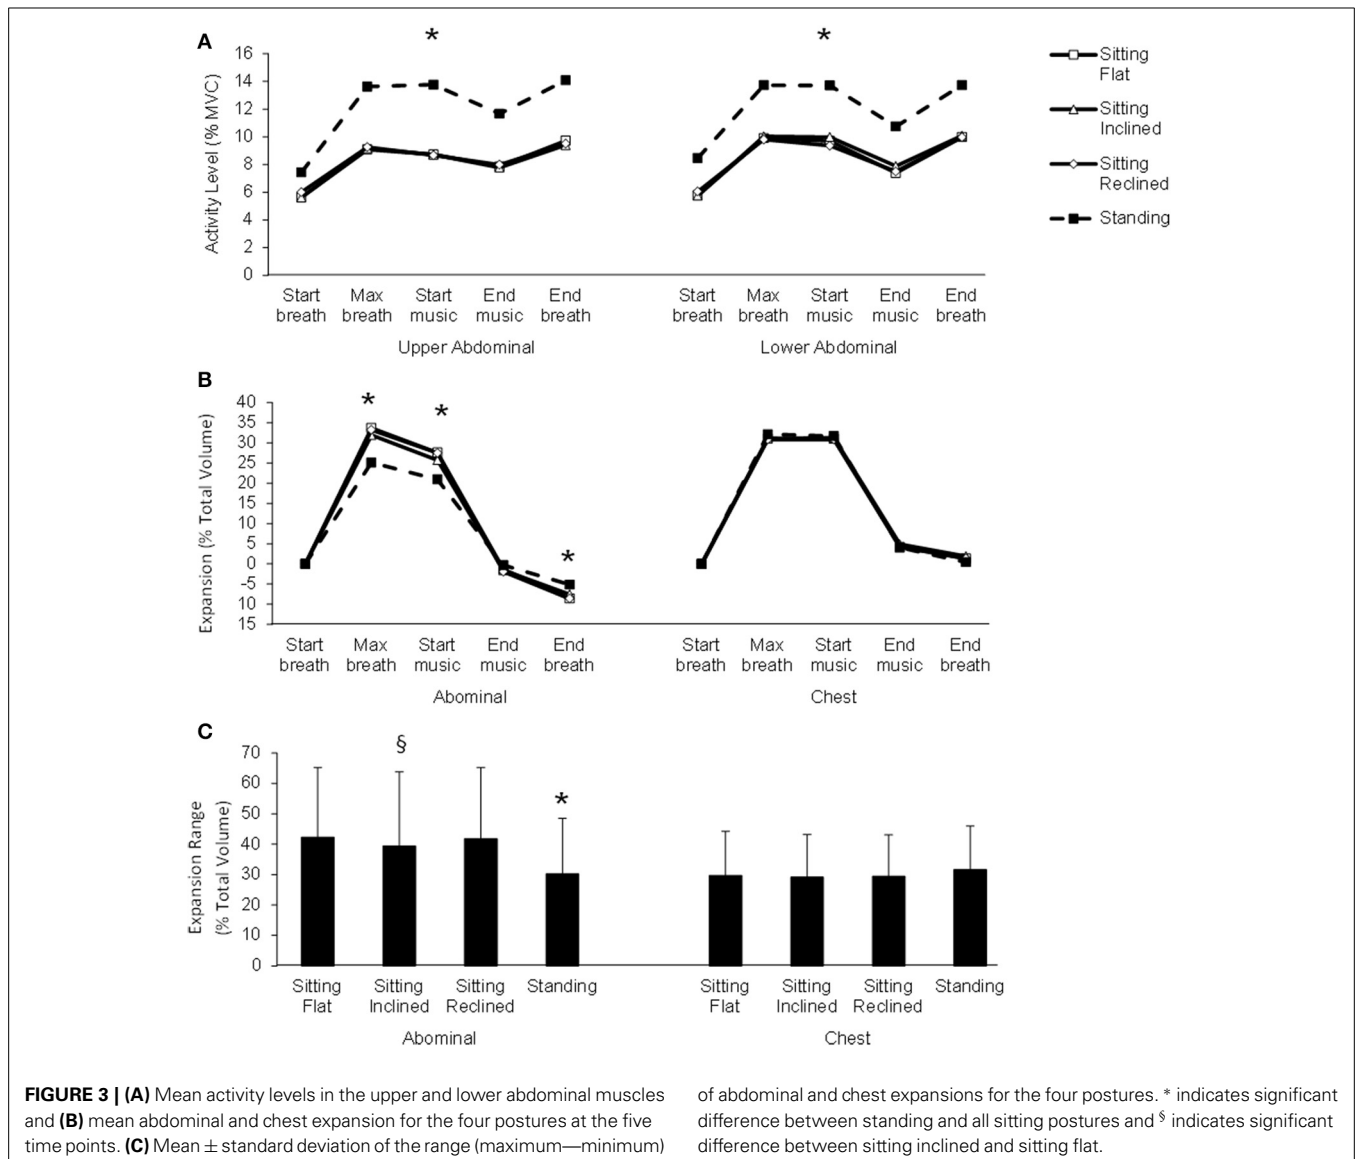 A
*
*
16
14
12
10
8
6
4
2
0
Activity Level (% MVC)
Start breath
Max breath
Start music
End music
End breath
Upper Abdominal
Start breath
Max breath
Start music
End music
End breath
Lower Abdominal
Sitting
Flat
Sitting
Inclined
Sitting
Reclined
Standing
B
*
*
*
40
35
30
25
20
15
10
5
0
-5
10
15
Expansion (% Total Volume)
Start breath
Max breath
Start music
End music
End breath
Abominal
Start breath
Max breath
Start music
End music
End breath
Chest
C
§
*
70
60
50
40
30
20
10
0
Expansion Range
(% Total Volume)
Sitting Flat
Sitting Inclined
Sitting Reclined
Standing
Abominal
Sitting Flat
Sitting Inclined
Sitting Reclined
Standing
Chest
FIGURE 3 | (A) Mean activity levels in the upper and lower abdominal muscles
and (B) mean abdominal and chest expansion for the four postures at the five
time points. (C) Mean ± standard deviation of the range (maximum—minimum)
of abdominal and chest expansions for the four postures. * indicates significant
difference between standing and all sitting postures and § indicates significant
difference between sitting inclined and sitting flat.